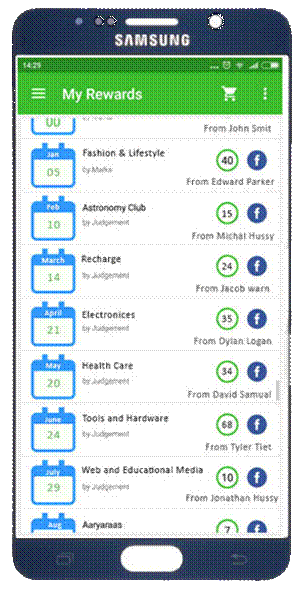 SAMSUNG
14:29
My Rewards
00
From John Smit
Jan
05
Fashion & Lifestyle
by Marks
40
f
From Edward Parker
Feb
10
Astronomy Club
by Judgement
15
f
From Michal Hussy
March
14
Recharge
by Judgement
24
f
From Jacob warn
April
21
Electronices
by Judgement
35
f
From Dylan Logan
May
20
Health Care
by Judgement
34
f
From David Samual
June
24
Tools and Hardware
by Judgement
68
f
From Tyler Tiet
July
29
Web and Educational Media
by Judgement
10
f
From Jonathan Hussy
Aug
Aaryaraas
7
f